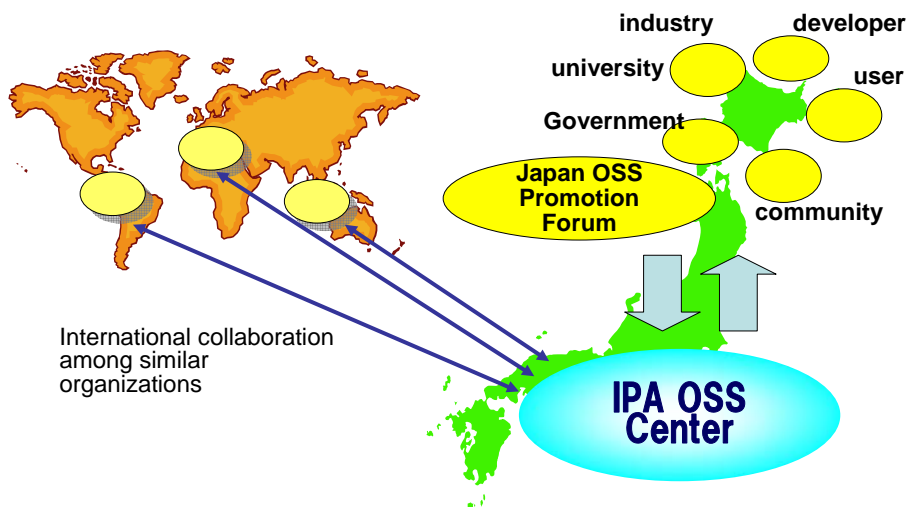 industry
developer
university
user
Government
Japan OSS
Promotion
Forum
community
International collaboration
among similar
organizations
IPA OSS
Center